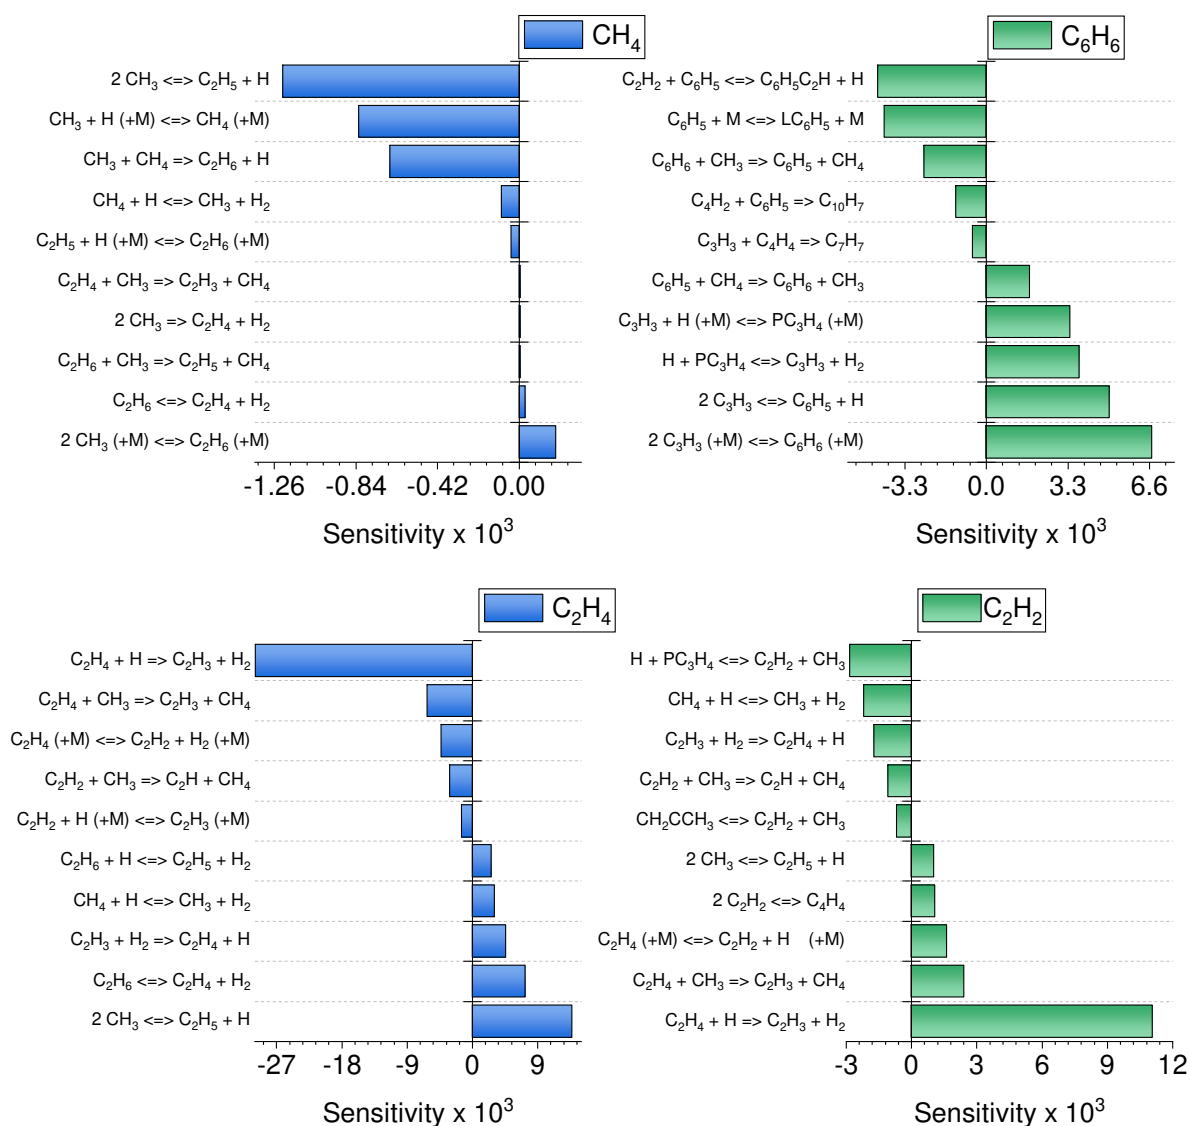 CH₄
2 CH₃ <=> C₂H₅ + H
CH₃ + H (+M) <=> CH₄ (+M)
CH₃ + CH₄ => C₂H₆ + H
CH₄ + H <=> CH₃ + H₂
C₂H₅ + H (+M) <=> C₂H₆ (+M)
C₂H₄ + CH₃ => C₂H₃ + CH₄
2 CH₃ => C₂H₄ + H₂
C₂H₆ + CH₃ => C₂H₅ + CH₄
C₂H₆ <=> C₂H₄ + H₂
2 CH₃ (+M) <=> C₂H₆ (+M)
-1.26 -0.84 -0.42 0.00
Sensitivity x 10³
C₆H₆
C₂H₂ + C₆H₅ <=> C₆H₅C₂H + H
C₆H₅ + M <=> LC₆H₅ + M
C₆H₆ + CH₃ => C₆H₅ + CH₄
C₄H₂ + C₆H₅ => C₁₀H₇
C₃H₃ + C₄H₄ => C₇H₇
C₆H₅ + CH₄ => C₆H₆ + CH₃
C₃H₃ + H (+M) <=> PC₃H₄ (+M)
H + PC₃H₄ <=> C₃H₃ + H₂
2 C₃H₃ <=> C₆H₅ + H
2 C₃H₃ (+M) <=> C₆H₆ (+M)
-3.3 0.0 3.3 6.6
Sensitivity x 10³
C₂H₄
C₂H₄ + H => C₂H₃ + H₂
C₂H₄ + CH₃ => C₂H₃ + CH₄
C₂H₄ (+M) <=> C₂H₂ + H₂ (+M)
C₂H₂ + CH₃ => C₂H + CH₄
C₂H₂ + H (+M) <=> C₂H₃ (+M)
C₂H₆ + H <=> C₂H₅ + H₂
CH₄ + H <=> CH₃ + H₂
C₂H₃ + H₂ => C₂H₄ + H
C₂H₆ <=> C₂H₄ + H₂
2 CH₃ <=> C₂H₅ + H
-27 -18 -9 0 9
Sensitivity x 10³
C₂H₂
H + PC₃H₄ <=> C₂H₂ + CH₃
CH₄ + H <=> CH₃ + H₂
C₂H₃ + H₂ => C₂H₄ + H
C₂H₂ + CH₃ => C₂H + CH₄
CH₂CCH₃ <=> C₂H₂ + CH₃
2 CH₃ <=> C₂H₅ + H
2 C₂H₂ <=> C₄H₄
C₂H₄ (+M) <=> C₂H₂ + H (+M)
C₂H₄ + CH₃ => C₂H₃ + CH₄
C₂H₄ + H => C₂H₃ + H₂
-3 0 3 6 9 12
Sensitivity x 10³